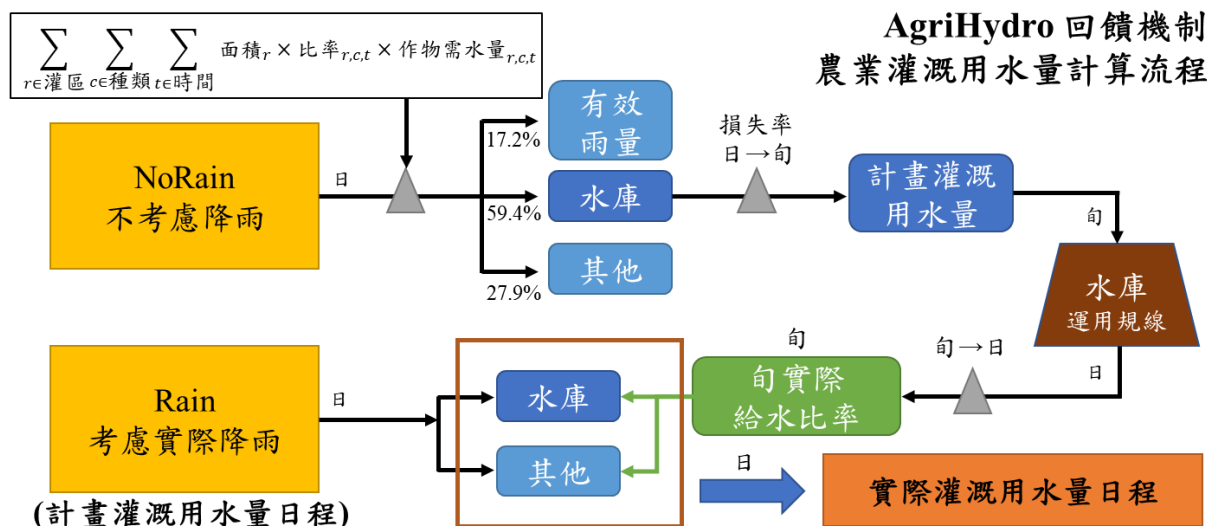 AgriHydro 回饋機制
農業灌溉用水量計算流程
∑ r∈灌區 ∑ c∈種類 ∑ t∈時間 面積r × 比率r,c,t × 作物需水量r,c,t
NoRain
不考慮降雨
日
17.2%
59.4%
27.9%
有效
雨量
水庫
其他
損失率
日→旬
計畫灌溉
用水量
旬
水庫
運用規線
日
旬→日
旬
旬實際
給水比率
Rain
考慮實際降雨
(計畫灌溉用水量日程)
日
水庫
其他
日
實際灌溉用水量日程